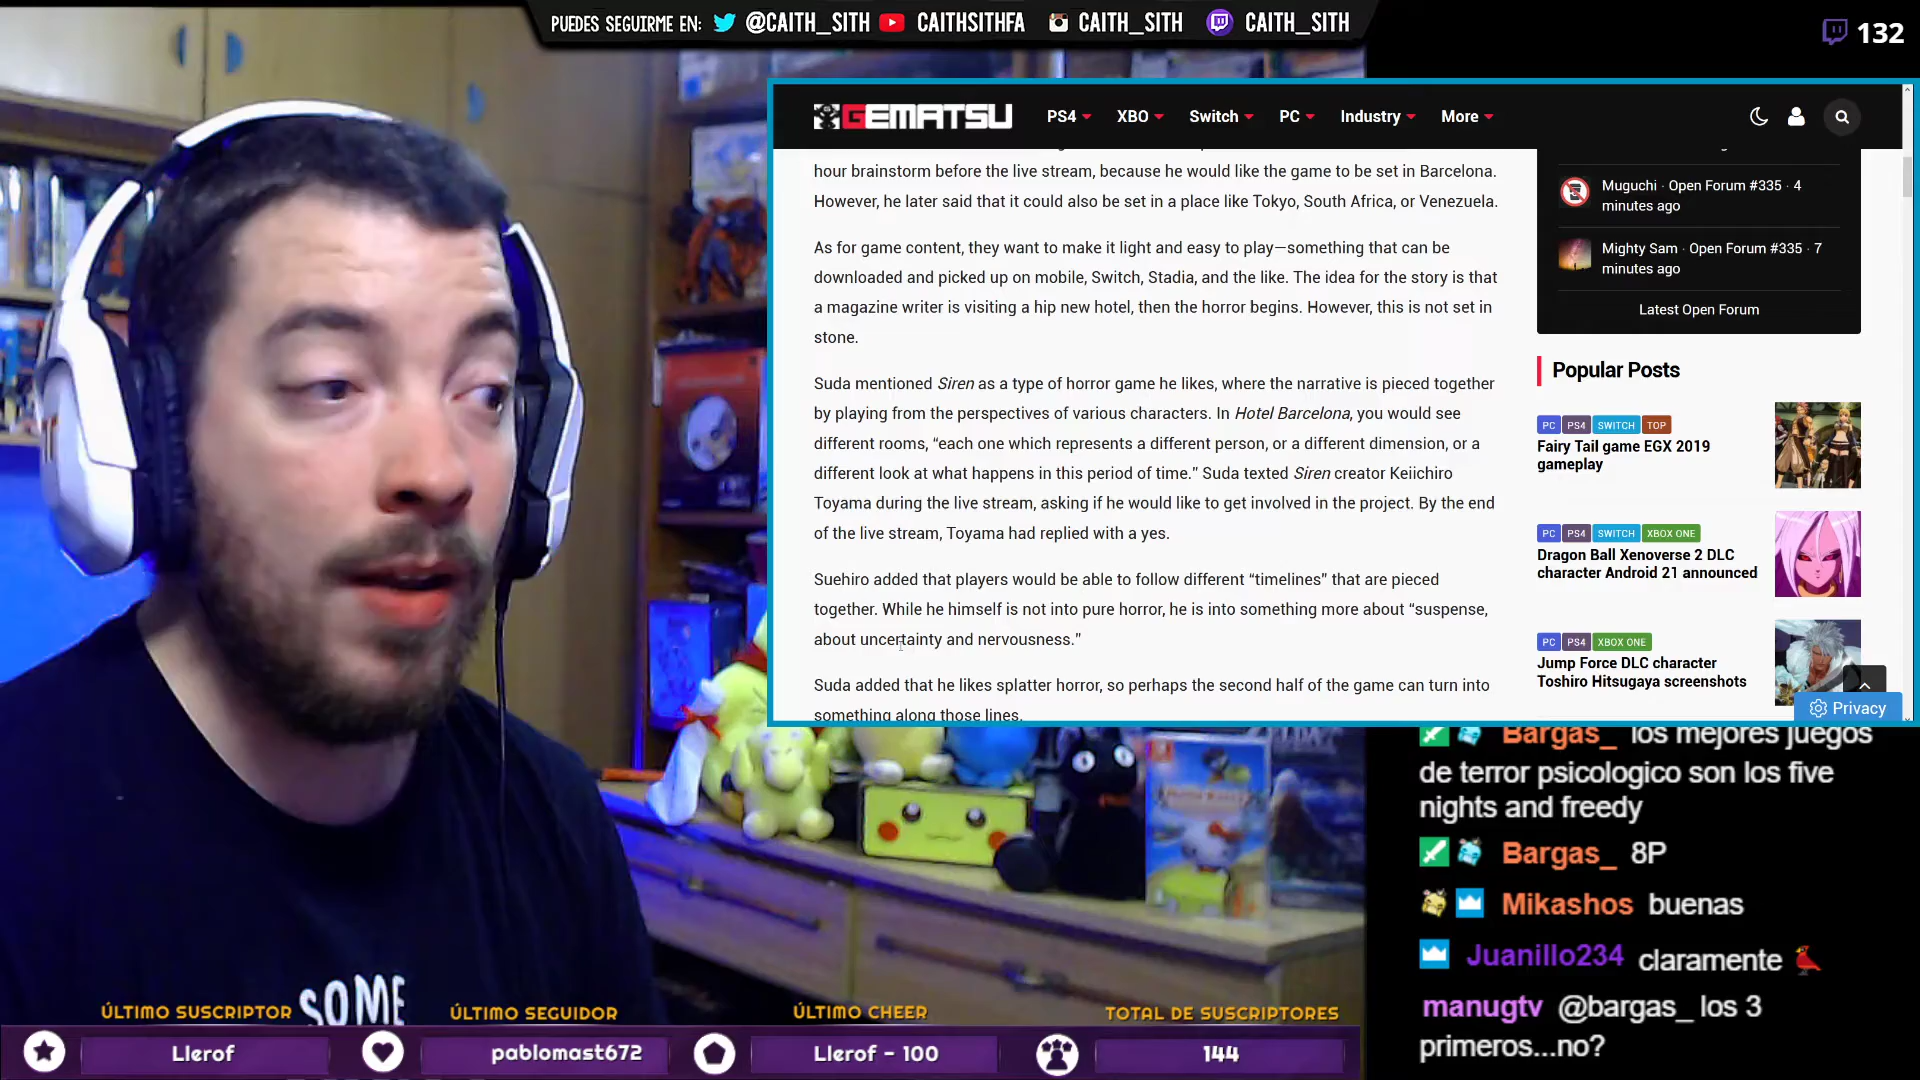 PUEDES SEGUIRME EN: @CAITH_SITH CAITHSITHFA CAITH_SITH CAITH_SITH
132
GEMATSU PS4 XBO Switch PC Industry More
hour brainstorm before the live stream, because he would like the game to be set in Barcelona.
However, he later said that it could also be set in a place like Tokyo, South Africa, or Venezuela.
As for game content, they want to make it light and easy to play—something that can be
downloaded and picked up on mobile, Switch, Stadia, and the like. The idea for the story is that
a magazine writer is visiting a hip new hotel, then the horror begins. However, this is not set in
stone.
Suda mentioned Siren as a type of horror game he likes, where the narrative is pieced together
by playing from the perspectives of various characters. In Hotel Barcelona, you would see
different rooms, “each one which represents a different person, or a different dimension, or a
different look at what happens in this period of time.” Suda texted Siren creator Keiichiro
Toyama during the live stream, asking if he would like to get involved in the project. By the end
of the live stream, Toyama had replied with a yes.
Suehiro added that players would be able to follow different “timelines” that are pieced
together. While he himself is not into pure horror, he is into something more about “suspense,
about uncertainty and nervousness.”
Suda added that he likes splatter horror, so perhaps the second half of the game can turn into
something along those lines.
Muguchi · Open Forum #335 · 4
minutes ago
Mighty Sam · Open Forum #335 · 7
minutes ago
Latest Open Forum
Popular Posts
PC PS4 SWITCH TOP
Fairy Tail game EGX 2019
gameplay
PC PS4 SWITCH XBOX ONE
Dragon Ball Xenoverse 2 DLC
character Android 21 announced
PC PS4 XBOX ONE
Jump Force DLC character
Toshiro Hitsugaya screenshots
Privacy
Bargas_ los mejores juegos
de terror psicologico son los five
nights and freedy
Bargas_ 8P
Mikashos buenas
Juanillo234 claramente
manugtv @bargas_ los 3
primeros...no?
SOME
ÚLTIMO SUSCRIPTOR
Llerof
ÚLTIMO SEGUIDOR
pablomast672
ÚLTIMO CHEER
Llerof - 100
TOTAL DE SUSCRIPTORES
144